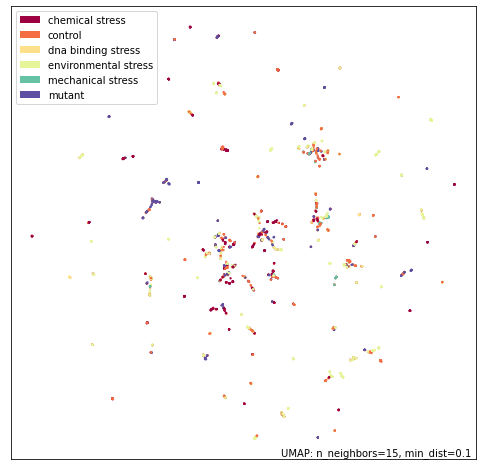 chemical stress
control
dna binding stress
environmental stress
mechanical stress
mutant
UMAP: n_neighbors=15, min_dist=0.1